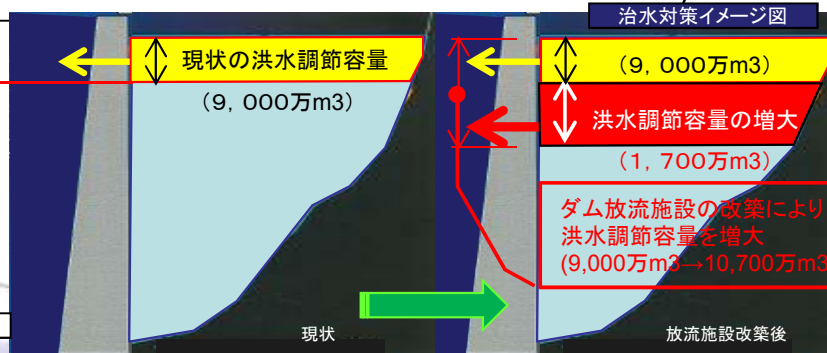 治水対策イメージ図
現状の洪水調節容量
（9，000万m3）
（9，000万m3）
洪水調節容量の増大
（1，700万m3）
ダム放流施設の改築により
洪水調節容量を増大
(9,000万m3→10,700万m3
現状
放流施設改築後